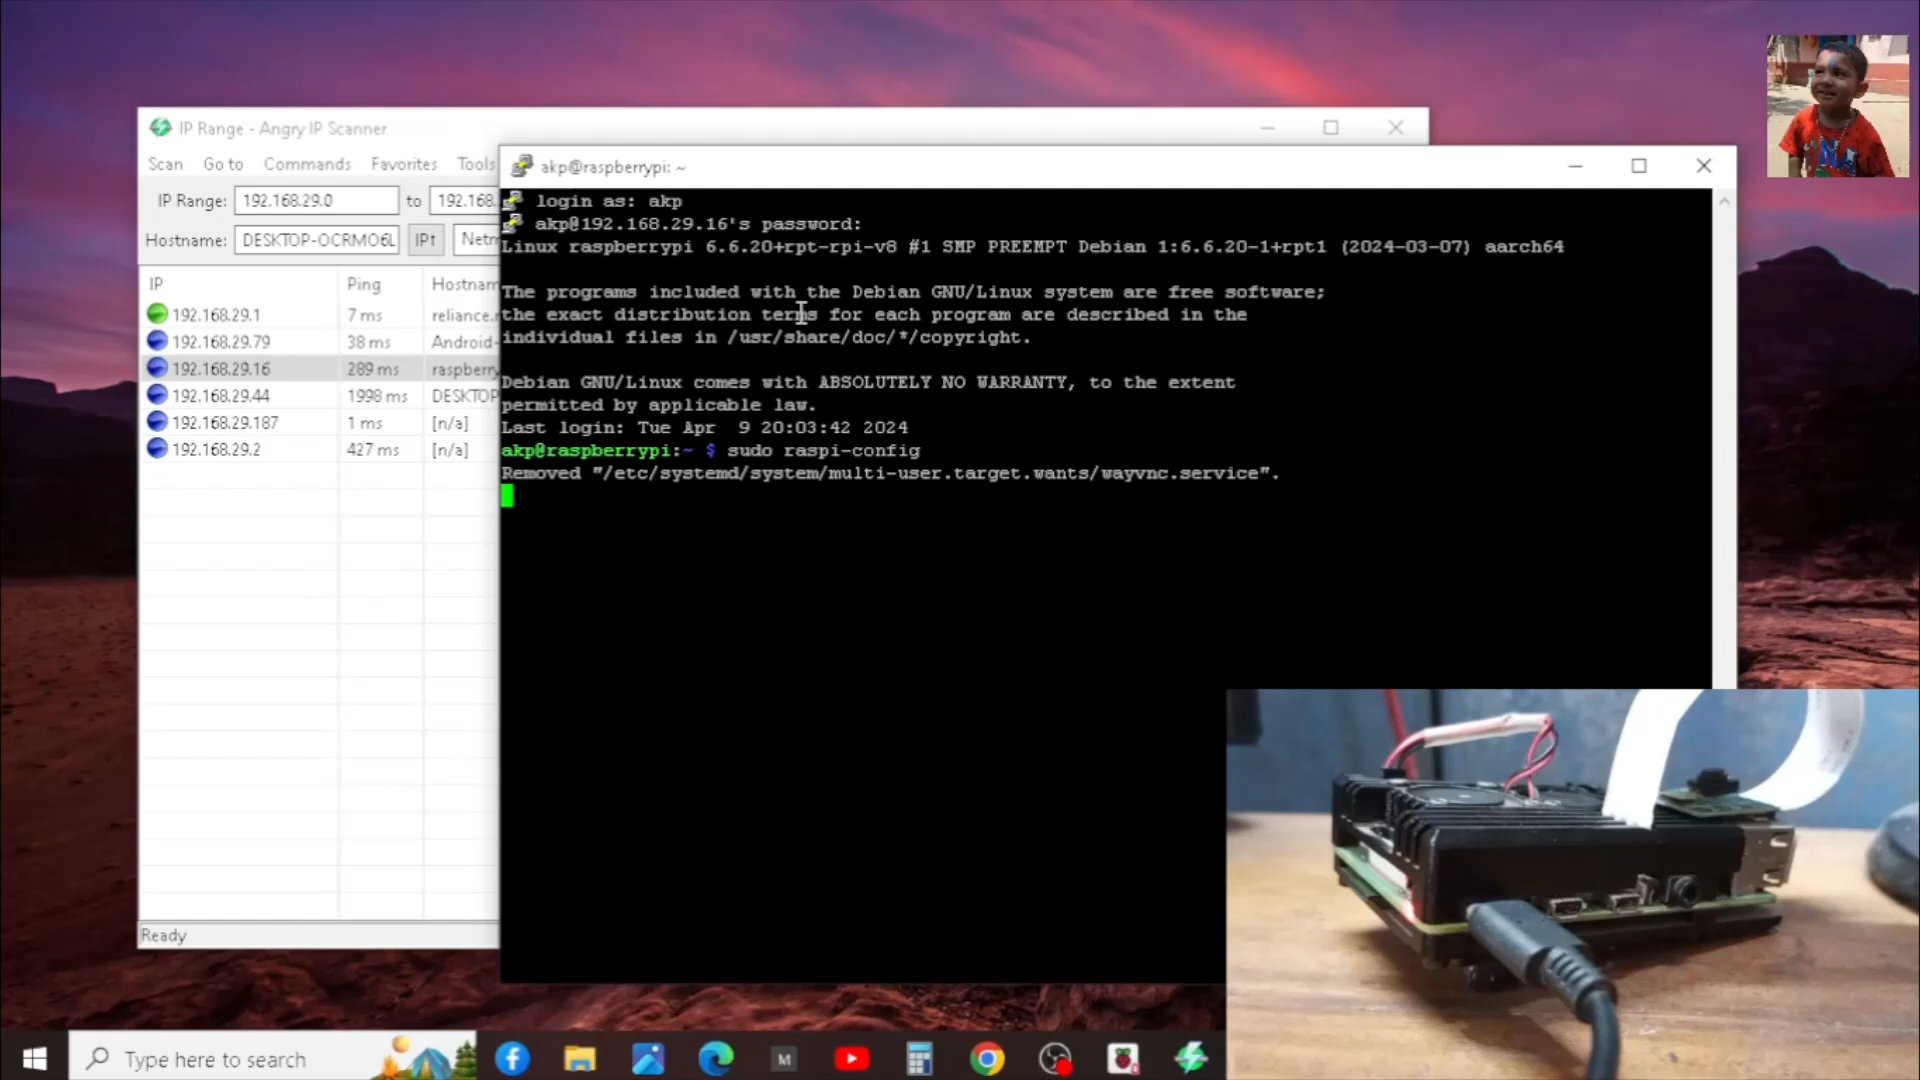 IP Range - Angry IP Scanner
Scan Go to Commands Favorites Tools
IP Range: 192.168.29.0 to 192.168.
Hostname: DESKTOP-OCRMO6L IP↑ Netm
IP Ping Hostnam
192.168.29.1 7 ms reliance.
192.168.29.79 38 ms Android-
192.168.29.16 289 ms raspberry
192.168.29.44 1998 ms DESKTOP
192.168.29.187 1 ms [n/a]
192.168.29.2 427 ms [n/a]
Ready
akp@raspberrypi: ~
login as: akp
akp@192.168.29.16's password:
Linux raspberrypi 6.6.20+rpt-rpi-v8 #1 SMP PREEMPT Debian 1:6.6.20-1+rpt1 (2024-03-07) aarch64
The programs included with the Debian GNU/Linux system are free software;
the exact distribution terms for each program are described in the
individual files in /usr/share/doc/*/copyright.
Debian GNU/Linux comes with ABSOLUTELY NO WARRANTY, to the extent
permitted by applicable law.
Last login: Tue Apr 9 20:03:42 2024
akp@raspberrypi:~ $ sudo raspi-config
Removed "/etc/systemd/system/multi-user.target.wants/wayvnc.service".
Type here to search
M